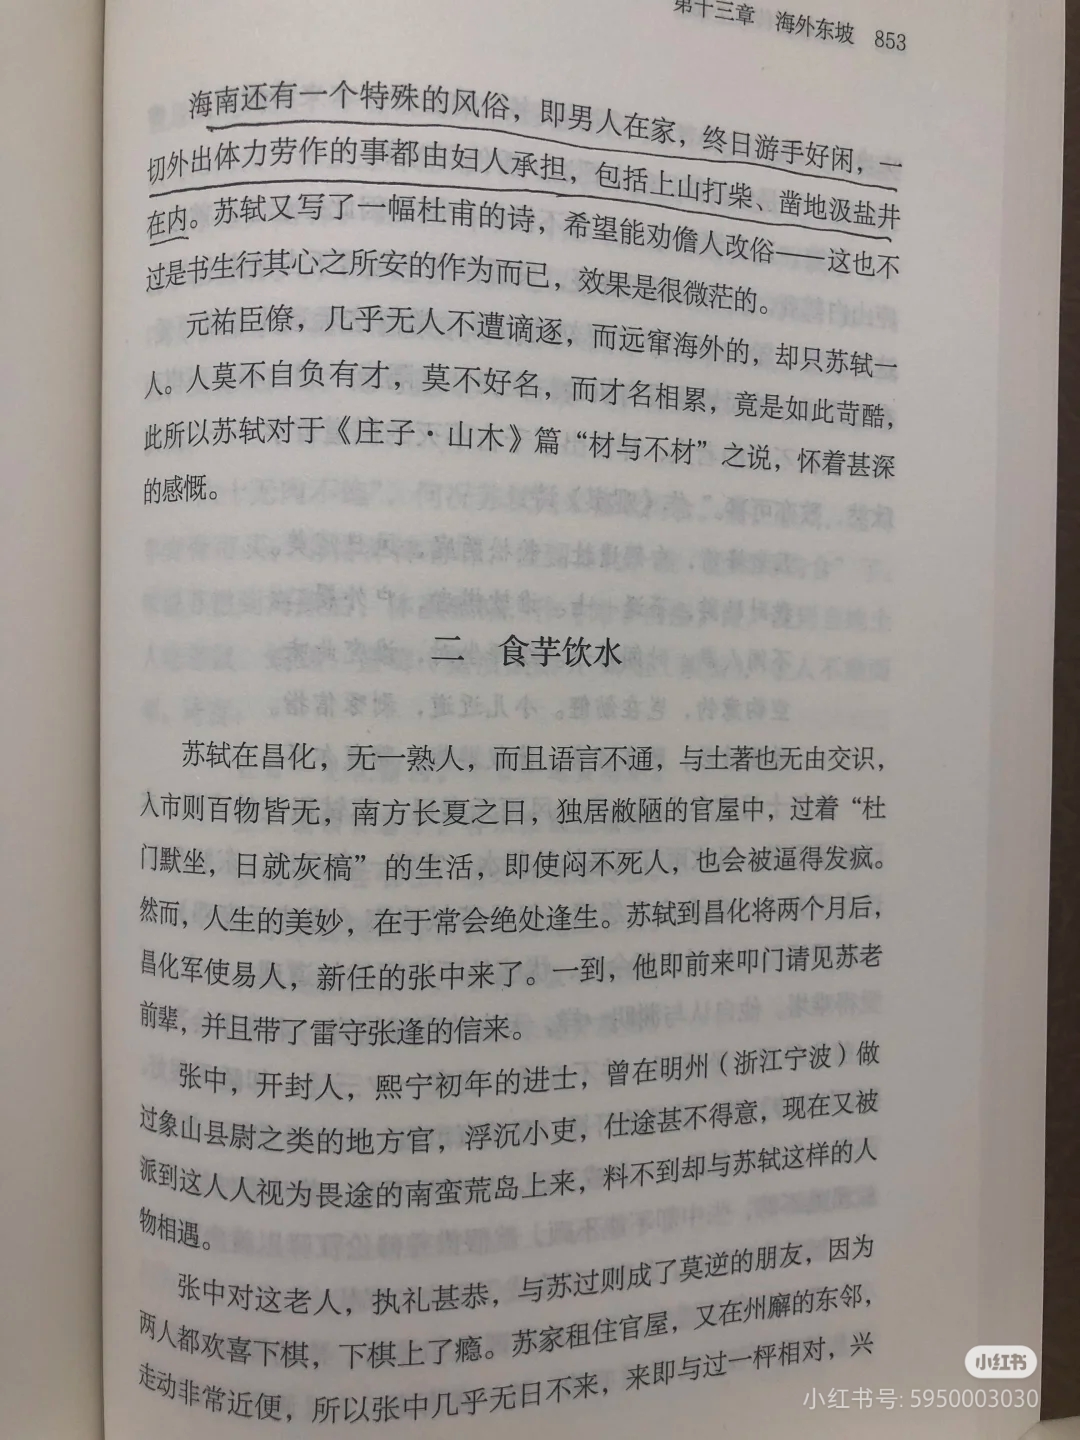 第十三章 海外东坡 853
海南还有一个特殊的风俗，即男人在家，终日游手好闲，一
切外出体力劳作的事都由妇人承担，包括上山打柴、凿地汲盐井
在内。苏轼又写了一幅杜甫的诗，希望能劝儋人改俗——这也不
过是书生行其心之所安的作为而已，效果是很微茫的。
元祐臣僚，几乎无人不遭谪逐，而远窜海外的，却只苏轼一
人。人莫不自负有才，莫不好名，而才名相累，竟是如此苛酷，
此所以苏轼对于《庄子·山木》篇“材与不材”之说，怀着甚深
的感慨。
二 食芋饮水
苏轼在昌化，无一熟人，而且语言不通，与土著也无由交识，
入市则百物皆无，南方长夏之日，独居敝陋的官屋中，过着“杜
门默坐，日就灰槁”的生活，即使闷不死人，也会被逼得发疯。
然而，人生的美妙，在于常会绝处逢生。苏轼到昌化将两个月后，
昌化军使易人，新任的张中来了。一到，他即前来叩门请见苏老
前辈，并且带了雷守张逢的信来。
张中，开封人，熙宁初年的进士，曾在明州（浙江宁波）做
过象山县尉之类的地方官，浮沉小吏，仕途甚不得意，现在又被
派到这人人视为畏途的南蛮荒岛上来，料不到却与苏轼这样的人
物相遇。
张中对这老人，执礼甚恭，与苏过则成了莫逆的朋友，因为
两人都欢喜下棋，下棋上了瘾。苏家租住官屋，又在州廨的东邻，
走动非常近便，所以张中几乎无日不来，来即与过一枰相对，兴
小红书
小红书号: 5950003030